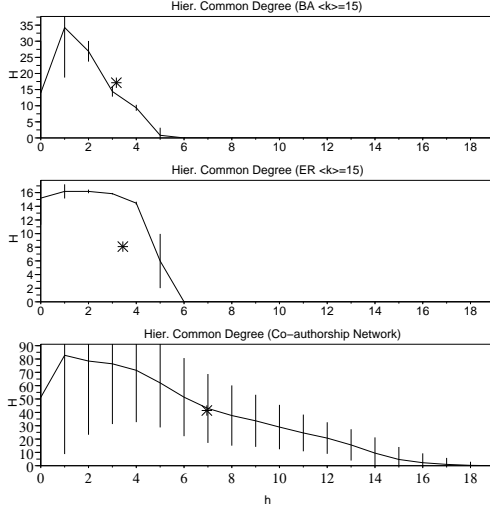 Hier. Common Degree (BA <k>=15)
H
35
30
25
20
15
10
5
0
0 2 4 6 8 10 12 14 16 18
Hier. Common Degree (ER <k>=15)
H
16
14
12
10
8
6
4
2
0
0 2 4 6 8 10 12 14 16 18
Hier. Common Degree (Co−authorship Network)
H
90
80
70
60
50
40
30
20
10
0
0 2 4 6 8 10 12 14 16 18
h